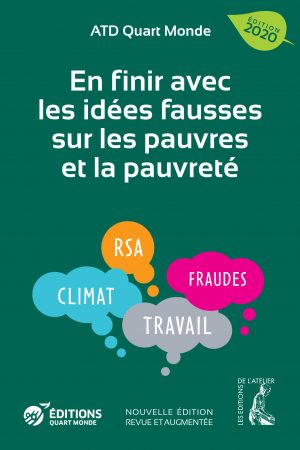 ATD Quart Monde
ÉDITION
2020
En finir avec
les idées fausses
sur les pauvres
et la pauvreté
RSA
FRAUDES
CLIMAT
TRAVAIL
ÉDITIONS
QUART MONDE
NOUVELLE ÉDITION
REVUE ET AUGMENTÉE
LES EDITIONS
DE L'ATELIER